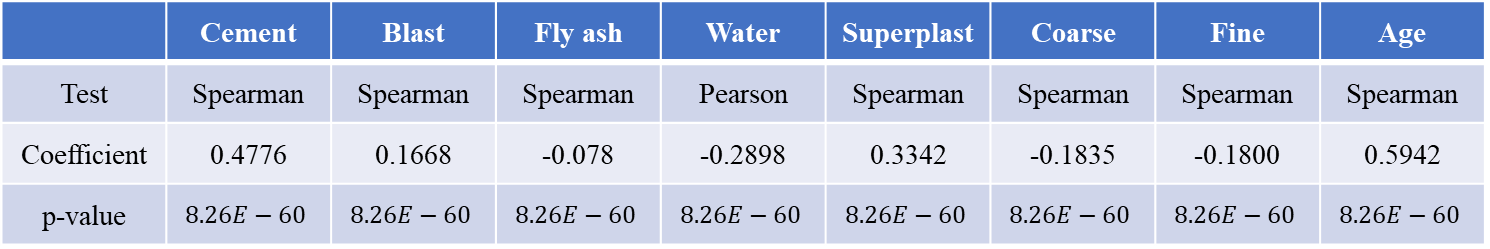 Cement Blast Fly ash Water Superplast Coarse Fine Age
Test Spearman Spearman Spearman Pearson Spearman Spearman Spearman Spearman
Coefficient 0.4776 0.1668 -0.078 -0.2898 0.3342 -0.1835 -0.1800 0.5942
p-value 8.26E − 60 8.26E − 60 8.26E − 60 8.26E − 60 8.26E − 60 8.26E − 60 8.26E − 60 8.26E − 60